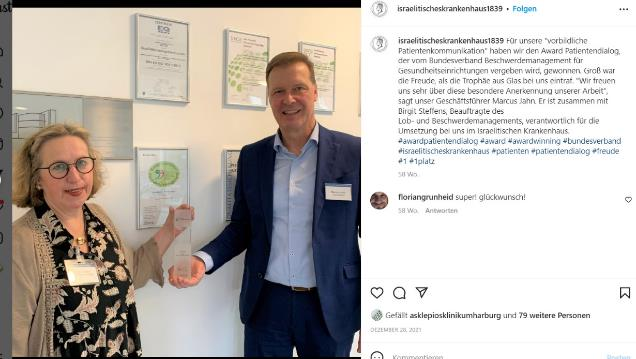 israelitischeskrankenhaus1839 • Folgen
israelitischeskrankenhaus1839 Für unsere "vorbildliche
Patientenkommunikation" haben wir den Award Patientendialog,
der vom Bundesverband Beschwerdemanagement für
Gesundheitseinrichtungen vergeben wird, gewonnen. Groß war
die Freude, als die Trophäe aus Glas bei uns eintraf. "Wir freuen
uns sehr über diese besondere Anerkennung unserer Arbeit",
sagt unser Geschäftsführer Marcus Jahn. Er ist zusammen mit
Birgit Steffens, Beauftragte des
Lob- und Beschwerdemanagements, verantwortlich für die
Umsetzung bei uns im Israelitischen Krankenhaus.
#awardpatientendialog #award #awardwinning #bundesverband
#israelitischeskrankenhaus #patienten #patientendialog #freude
#1 #1platz
58 Wo.
floriangrunheid super! glückwunsch!
58 Wo. Antworten
Gefällt asklepiosklinikumharburg und 79 weitere Personen
DEZEMBER 28, 2021
Kommentieren
Posten